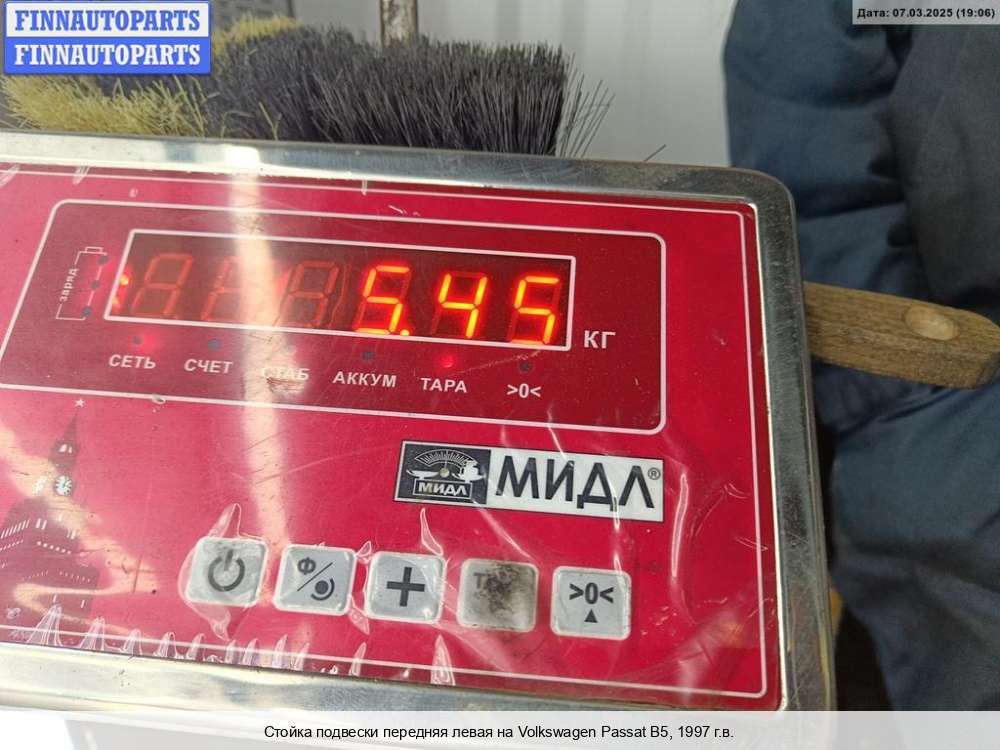 FINNAUTOPARTS
FINNAUTOPARTS
Дата: 07.03.2025 (19:06)
заряд
5.45
КГ
СЕТЬ СЧЕТ СТАБ АККУМ ТАРА >0<
МИДЛ МИДЛ®
Ф
+
>0<
Стойка подвески передняя левая на Volkswagen Passat B5, 1997 г.в.